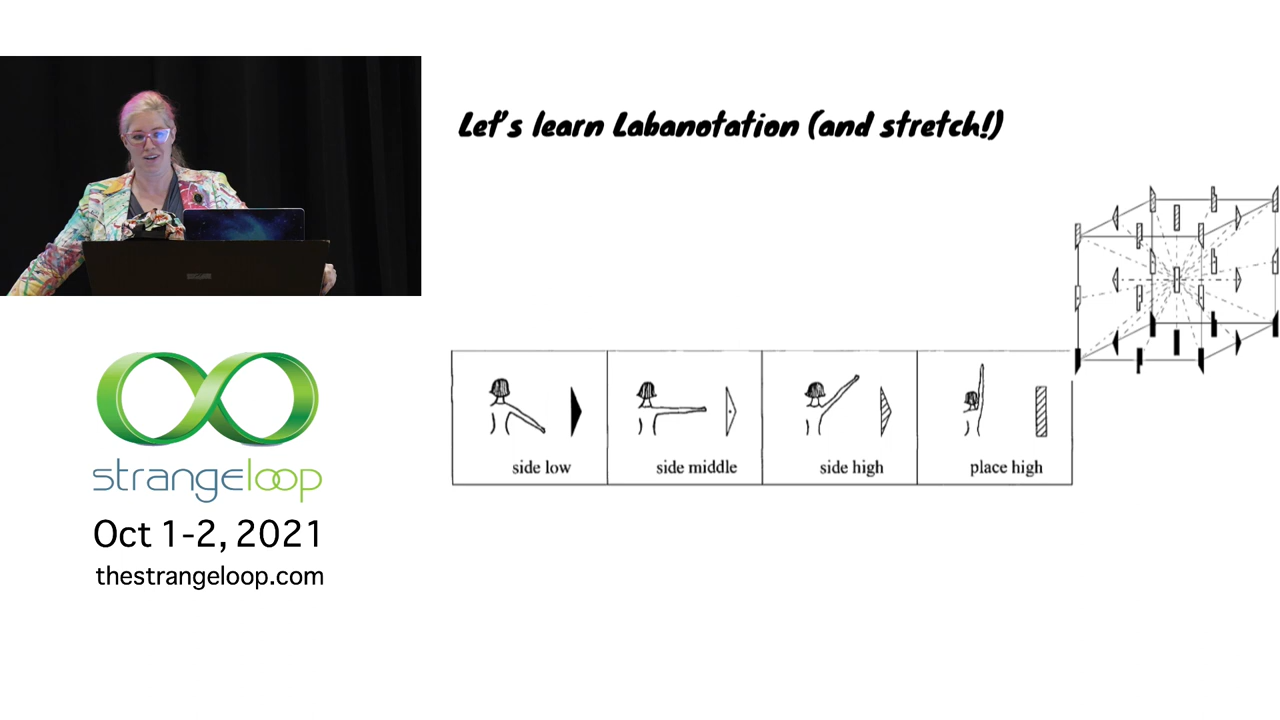 Let's learn Labanotation (and stretch!)
side low
side middle
side high
place high
strangeloop
Oct 1-2, 2021
thestrangeloop.com